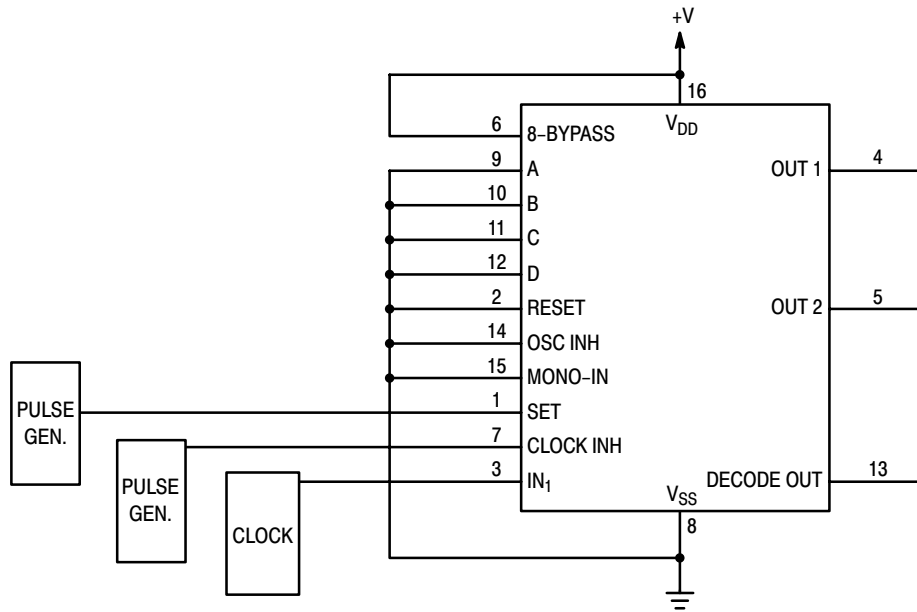 +V
16
VDD
6
8–BYPASS
9
A
OUT 1
4
10
B
11
C
12
D
2
RESET
OUT 2
5
14
OSC INH
15
MONO–IN
PULSE
GEN.
1
SET
7
CLOCK INH
PULSE
GEN.
3
IN1
DECODE OUT
13
CLOCK
VSS
8